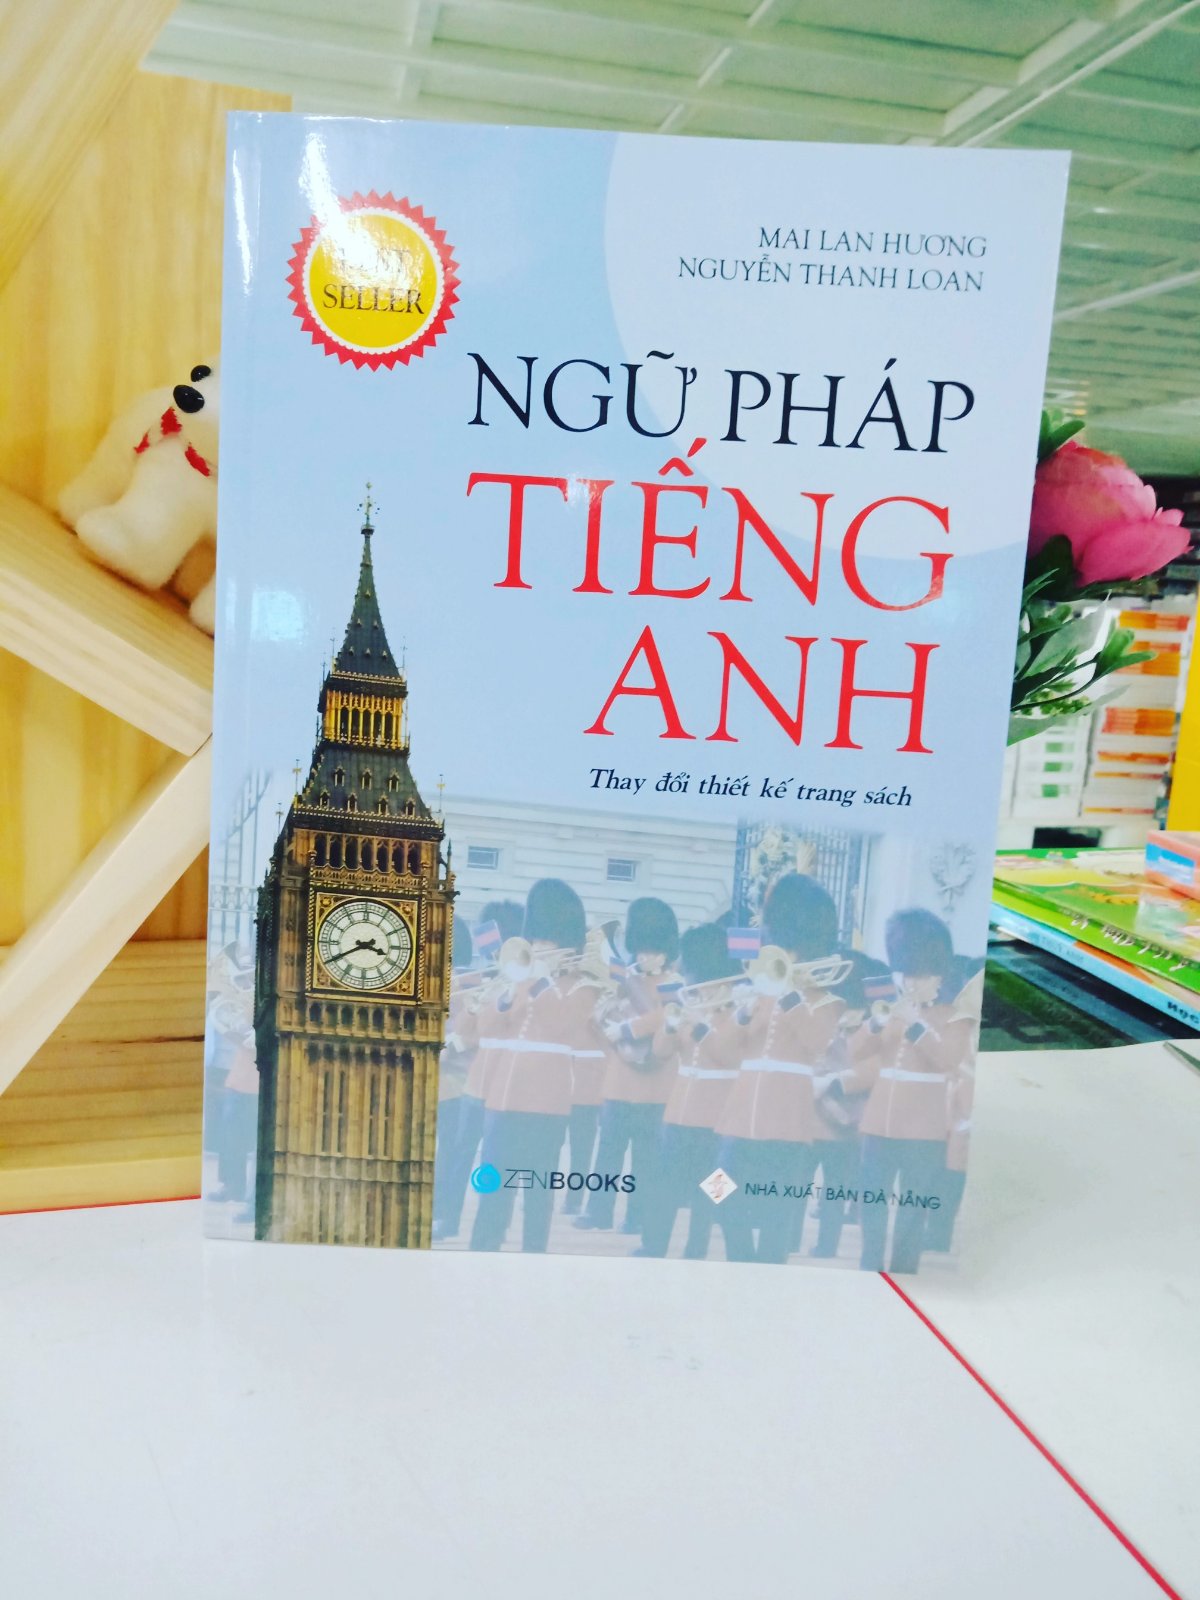 MAI LAN HƯƠNG
NGUYỄN THANH LOAN
BEST
SELLER
NGỮ PHÁP
TIẾNG
ANH
Thay đổi thiết kế trang sách
ZENBOOKS
NHÀ XUẤT BẢN ĐÀ NẴNG